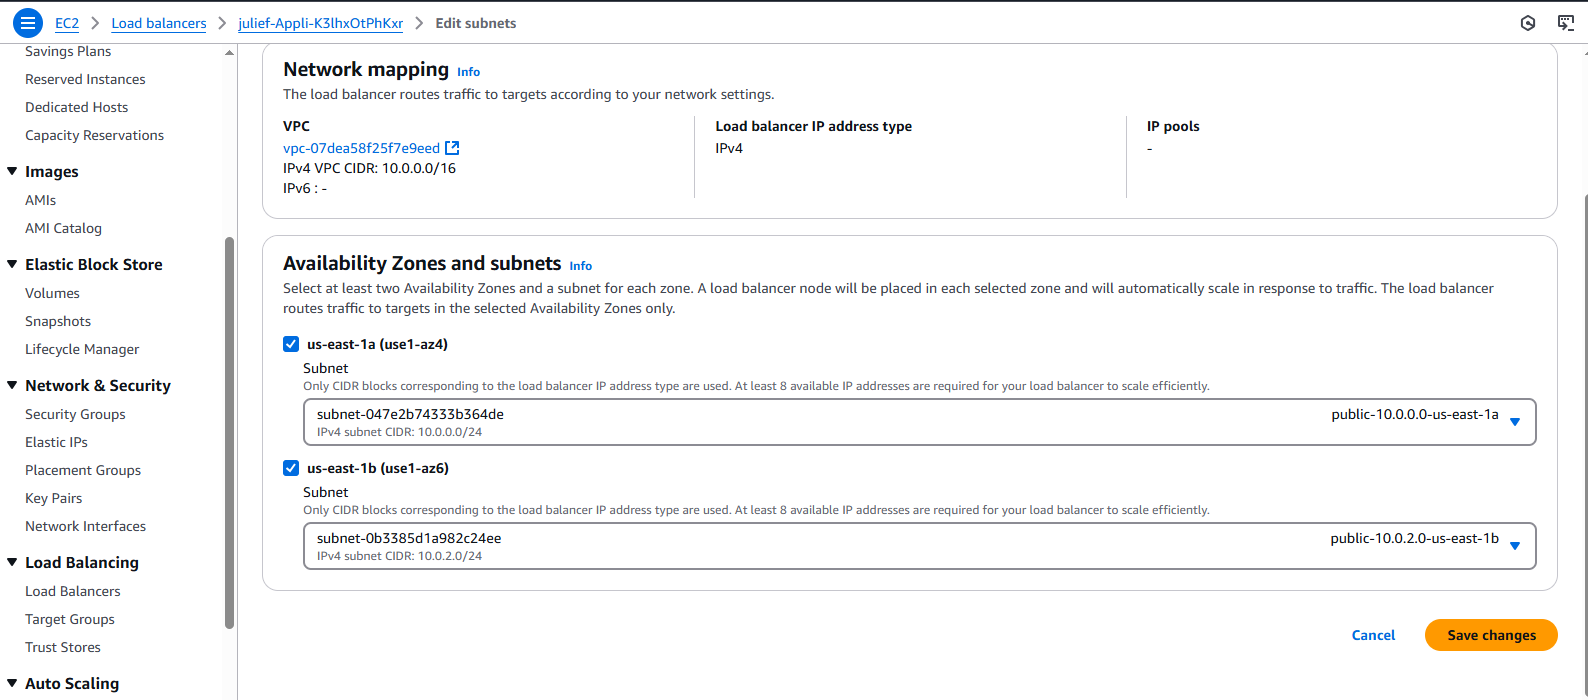 EC2 > Load balancers > julief-Appli-K3lhxOtPhKxr > Edit subnets
Savings Plans
Reserved Instances
Dedicated Hosts
Capacity Reservations
Images
AMIs
AMI Catalog
Elastic Block Store
Volumes
Snapshots
Lifecycle Manager
Network & Security
Security Groups
Elastic IPs
Placement Groups
Key Pairs
Network Interfaces
Load Balancing
Load Balancers
Target Groups
Trust Stores
Auto Scaling
Network mapping Info
The load balancer routes traffic to targets according to your network settings.
VPC
vpc-07dea58f25f7e9eed
IPv4 VPC CIDR: 10.0.0.0/16
IPv6 : -
Load balancer IP address type
IPv4
IP pools
-
Availability Zones and subnets Info
Select at least two Availability Zones and a subnet for each zone. A load balancer node will be placed in each selected zone and will automatically scale in response to traffic. The load balancer
routes traffic to targets in the selected Availability Zones only.
us-east-1a (use1-az4)
Subnet
Only CIDR blocks corresponding to the load balancer IP address type are used. At least 8 available IP addresses are required for your load balancer to scale efficiently.
subnet-047e2b74333b364de public-10.0.0.0-us-east-1a
IPv4 subnet CIDR: 10.0.0.0/24
us-east-1b (use1-az6)
Subnet
Only CIDR blocks corresponding to the load balancer IP address type are used. At least 8 available IP addresses are required for your load balancer to scale efficiently.
subnet-0b3385d1a982c24ee public-10.0.2.0-us-east-1b
IPv4 subnet CIDR: 10.0.2.0/24
Cancel Save changes